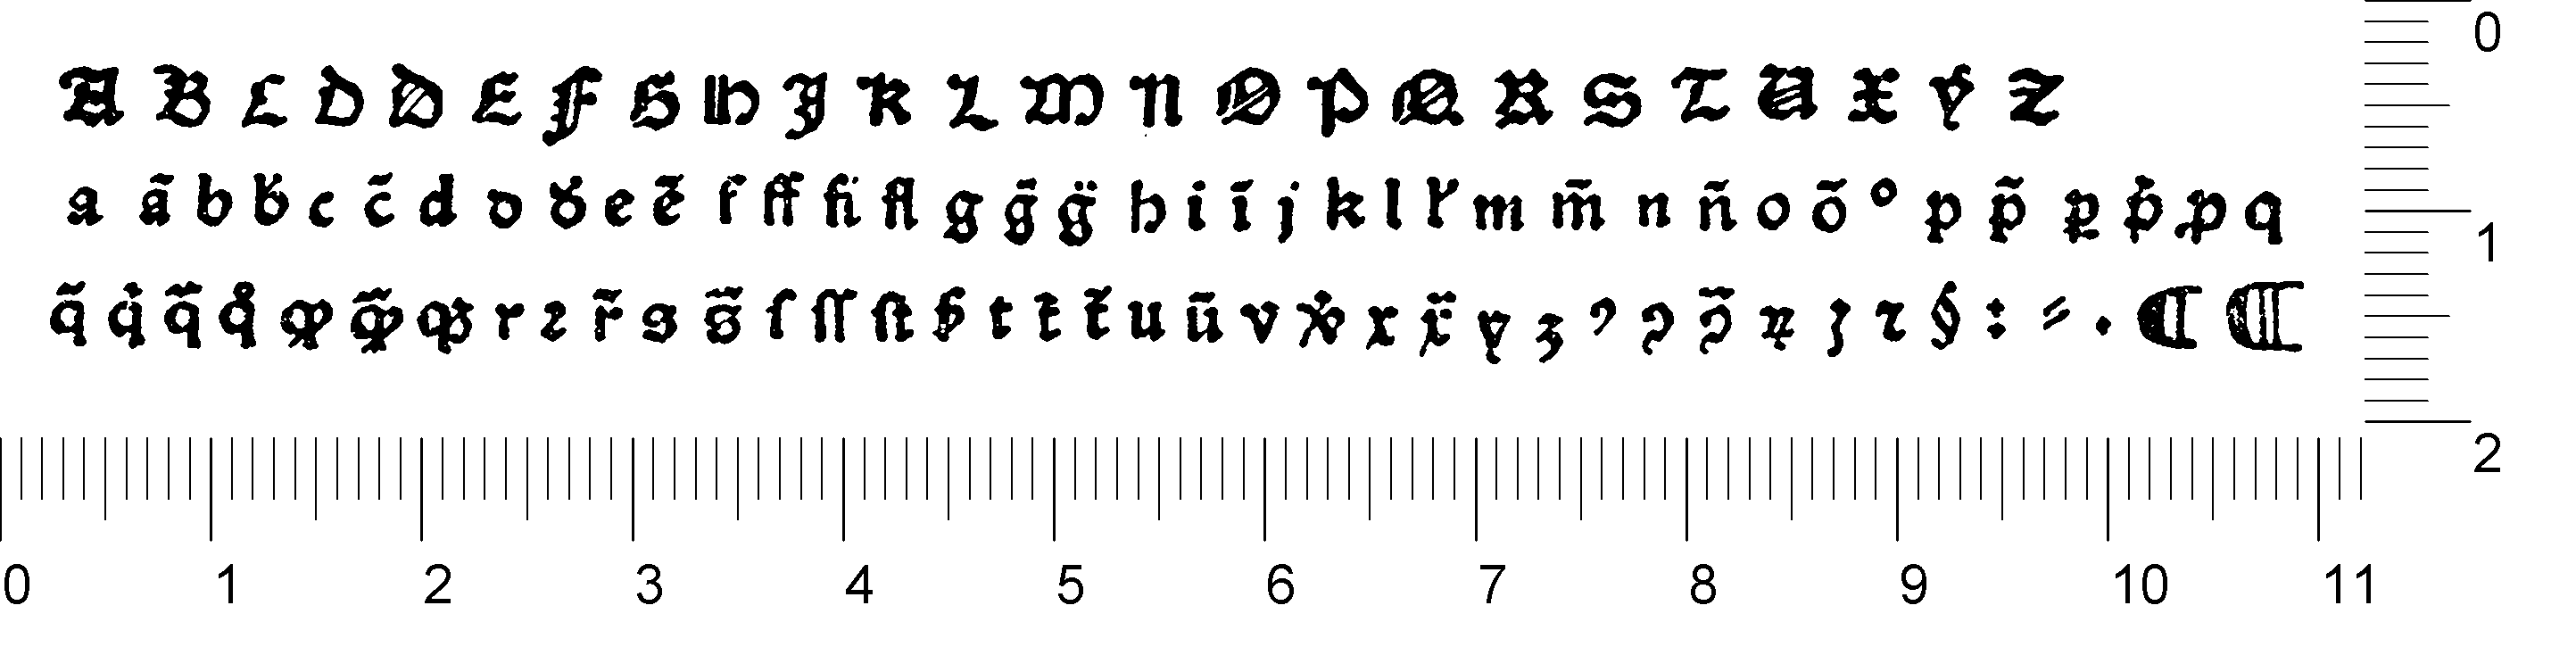 A B C D D E F G H I K L M N O P Q R S T U X Y Z
a ã b b̃ c c̃ d d d̃ e ẽ f ff fi fl g g̃ g̈ h i ĩ j k l l̛ m m̃ n ñ o õ ° p p̃ ꝑ ṗ ꝓ q
q̃ q̇ q̃ q̊ ꝙ ꝙ̃ r ꝛ r̃ s s̃ ſ ſſ ſt t t̄ t̃ u ũ v x ẍ y ʒ ꝯ ꝯ̃ § : ⸗ . ¶ ¶
0
1
2
0 1 2 3 4 5 6 7 8 9 10 11